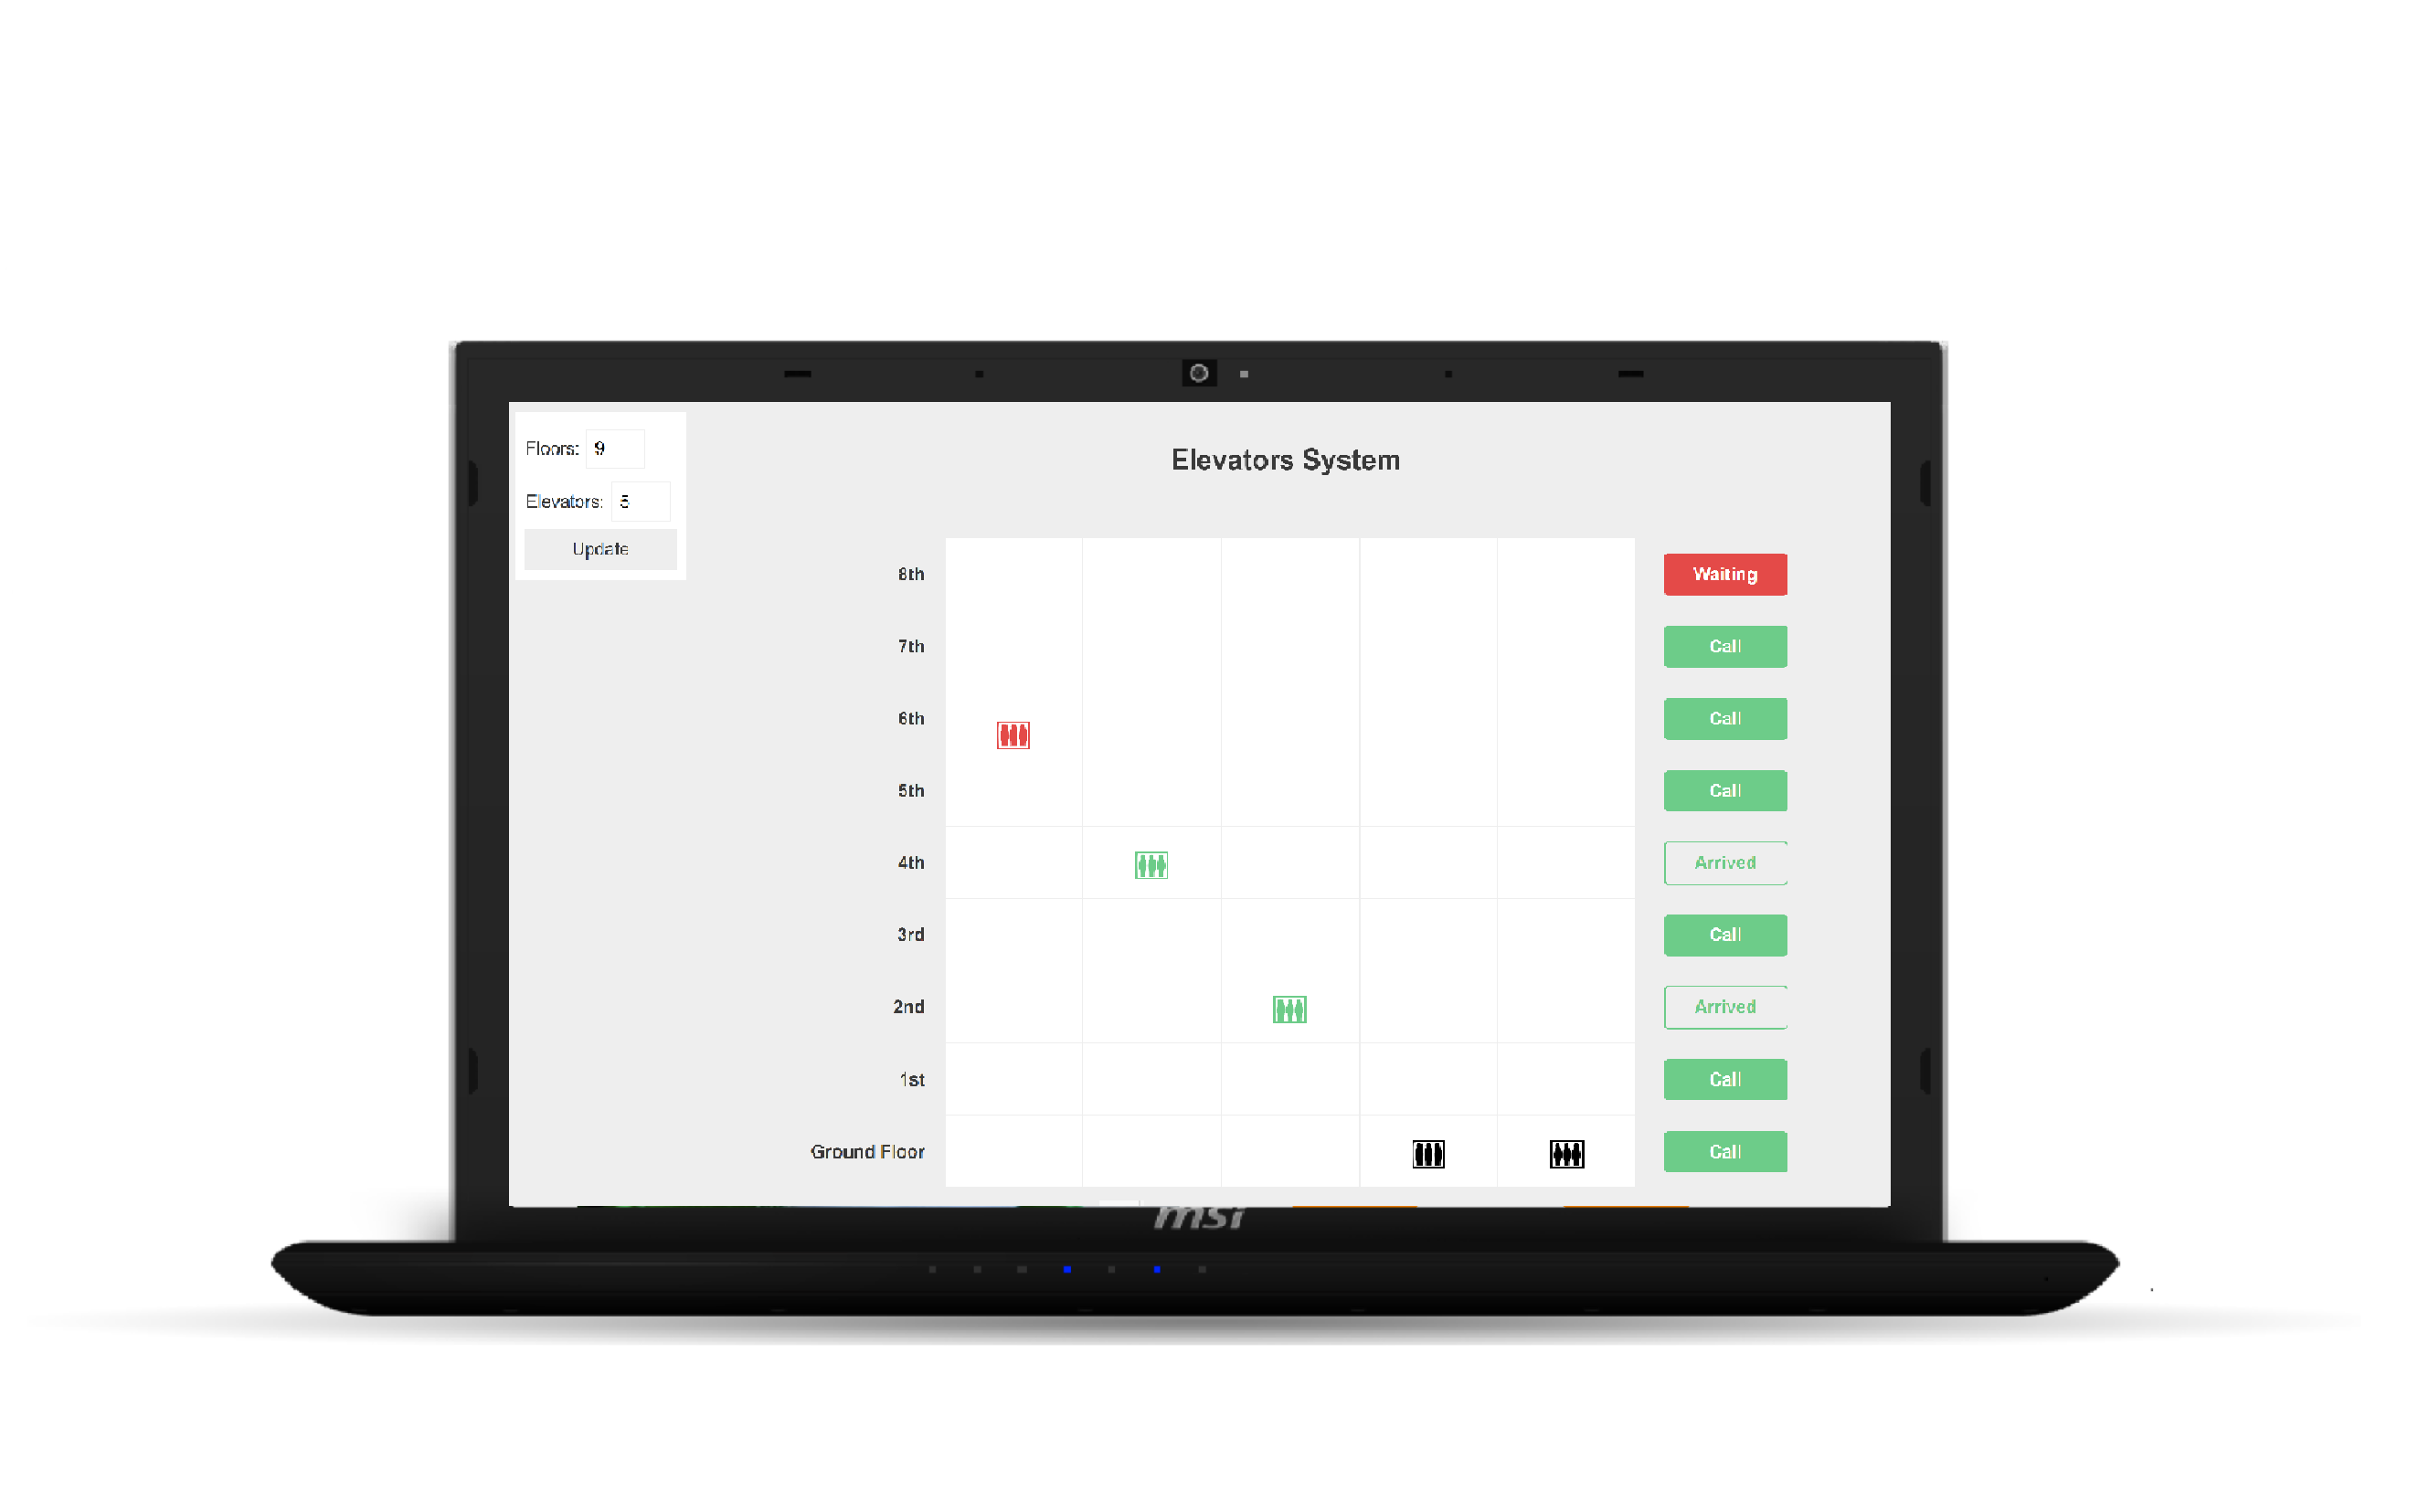 Floors: 9
Elevators: 5
Update
Elevators System
8th Waiting
7th Call
6th Call
5th Call
4th Arrived
3rd Call
2nd Arrived
1st Call
Ground Floor Call
msi